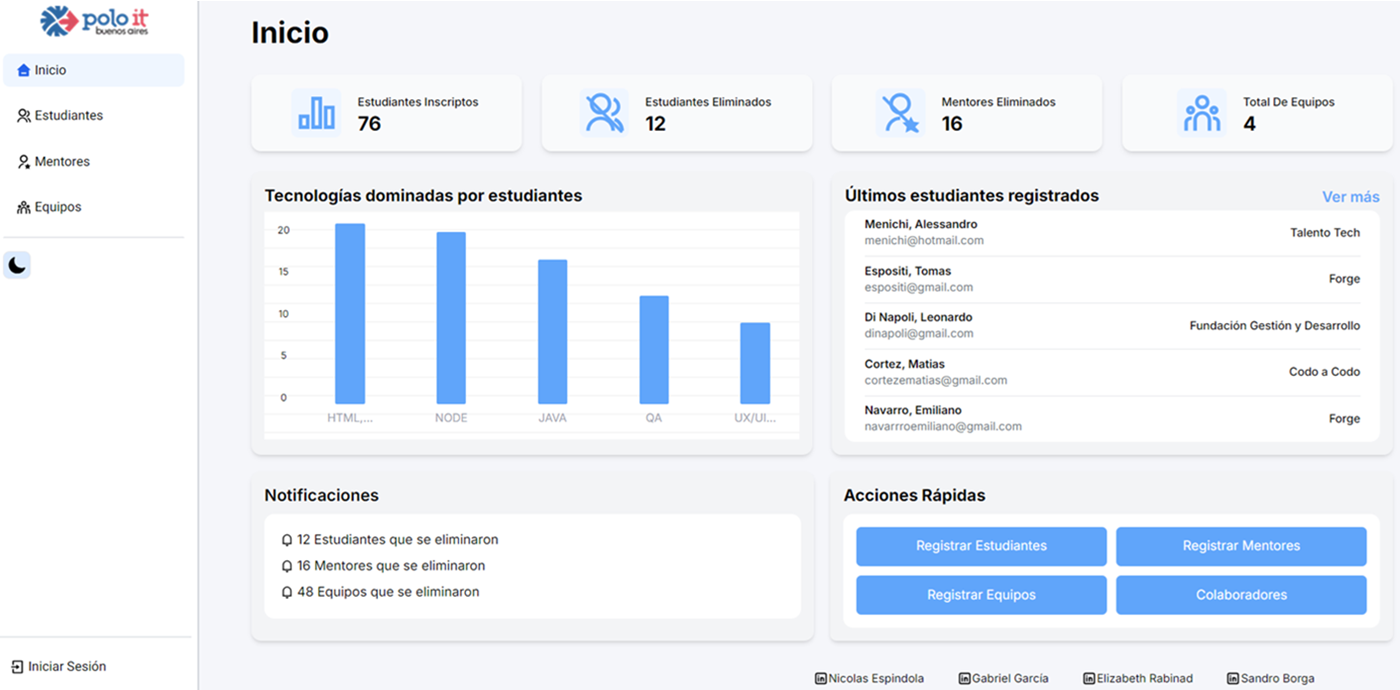 polo it
buenos aires
Inicio
Estudiantes
Mentores
Equipos
Iniciar Sesión
Inicio
Estudiantes Inscriptos
76
Estudiantes Eliminados
12
Mentores Eliminados
16
Total De Equipos
4
Tecnologías dominadas por estudiantes
20
15
10
5
0
HTML,... NODE JAVA QA UX/UI...
Últimos estudiantes registrados Ver más
Menichi, Alessandro
menichi@hotmail.com
Talento Tech
Espositi, Tomas
espositi@gmail.com
Forge
Di Napoli, Leonardo
dinapoli@gmail.com
Fundación Gestión y Desarrollo
Cortez, Matias
cortezematias@gmail.com
Codo a Codo
Navarro, Emiliano
navarrroemiliano@gmail.com
Forge
Notificaciones
12 Estudiantes que se eliminaron
16 Mentores que se eliminaron
48 Equipos que se eliminaron
Acciones Rápidas
Registrar Estudiantes Registrar Mentores
Registrar Equipos Colaboradores
in Nicolas Espindola in Gabriel García in Elizabeth Rabinad in Sandro Borga